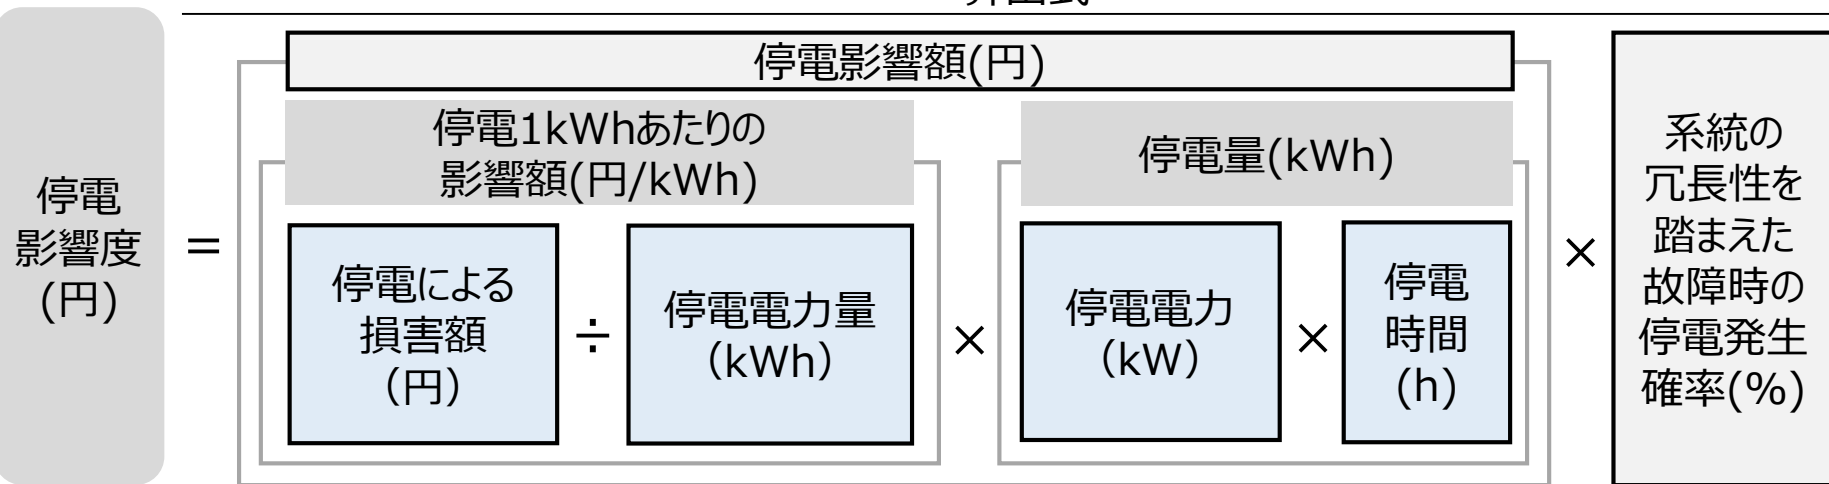 停電影響額(円)
停電1kWhあたりの
影響額(円/kWh)
停電量(kWh)
停電
影響度
(円)
＝
停電による
損害額
（円）
÷
停電電力量
（kWh）
×
停電電力
（kW）
×
停電
時間
(h)
×
系統の
冗長性を
踏まえた
故障時の
停電発生
確率(%)